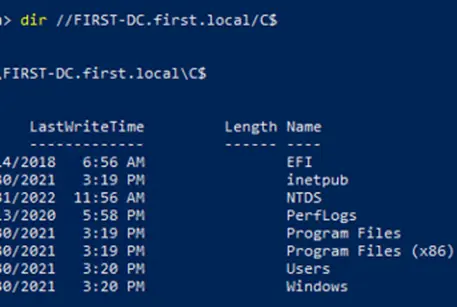 > dir //FIRST-DC.first.local/C$
\FIRST-DC.first.local\C$
LastWriteTime Length Name
------------- ------ ----
4/2018 6:56 AM EFI
30/2021 3:19 PM inetpub
31/2022 11:56 AM NTDS
13/2020 5:58 PM PerfLogs
30/2021 3:19 PM Program Files
30/2021 3:19 PM Program Files (x86)
30/2021 3:20 PM Users
30/2021 3:20 PM Windows